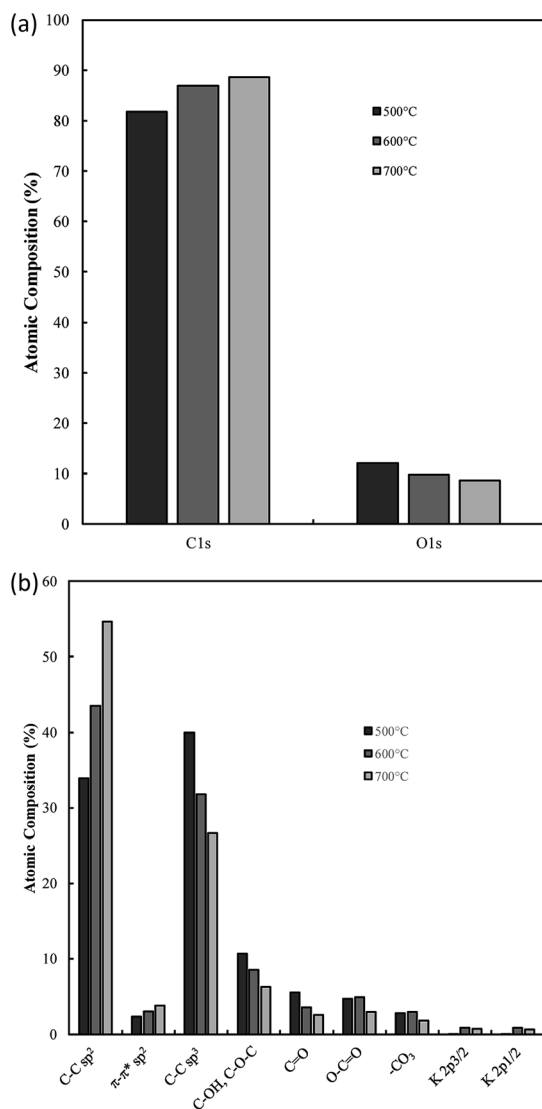 (a)
100
90
80
70
60
50
40
30
20
10
0
Atomic Composition (%)
500°C
600°C
700°C
C1s
O1s
(b)
60
50
40
30
20
10
0
Atomic Composition (%)
500°C
600°C
700°C
C-C sp²
π-π* sp²
C-C sp³
C-OH, C-O-C
C=O
O-C=O
-CO₃
K 2p3/2
K 2p1/2